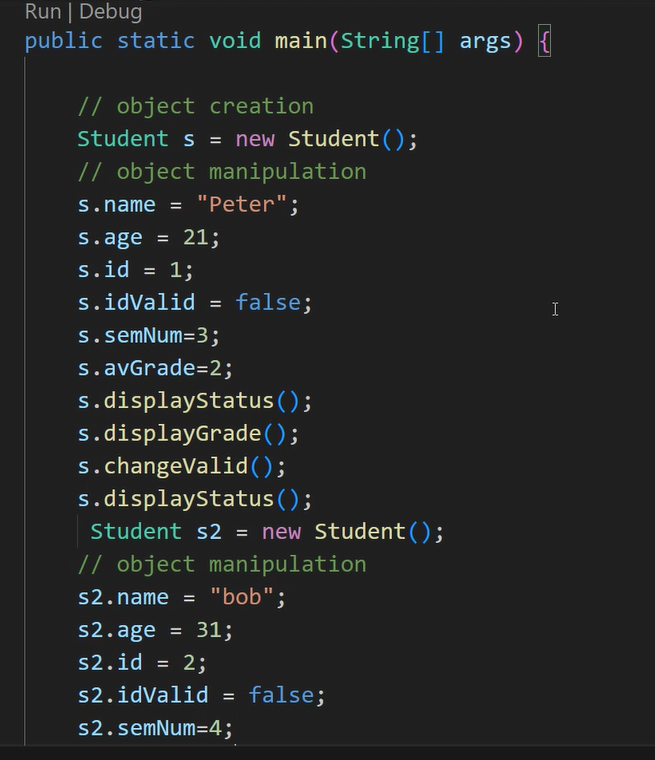 Run | Debug
public static void main(String[] args) {
// object creation
Student s = new Student();
// object manipulation
s.name = "Peter";
s.age = 21;
s.id = 1;
s.idValid = false;
s.semNum=3;
s.avGrade=2;
s.displayStatus();
s.displayGrade();
s.changeValid();
s.displayStatus();
Student s2 = new Student();
// object manipulation
s2.name = "bob";
s2.age = 31;
s2.id = 2;
s2.idValid = false;
s2.semNum=4;